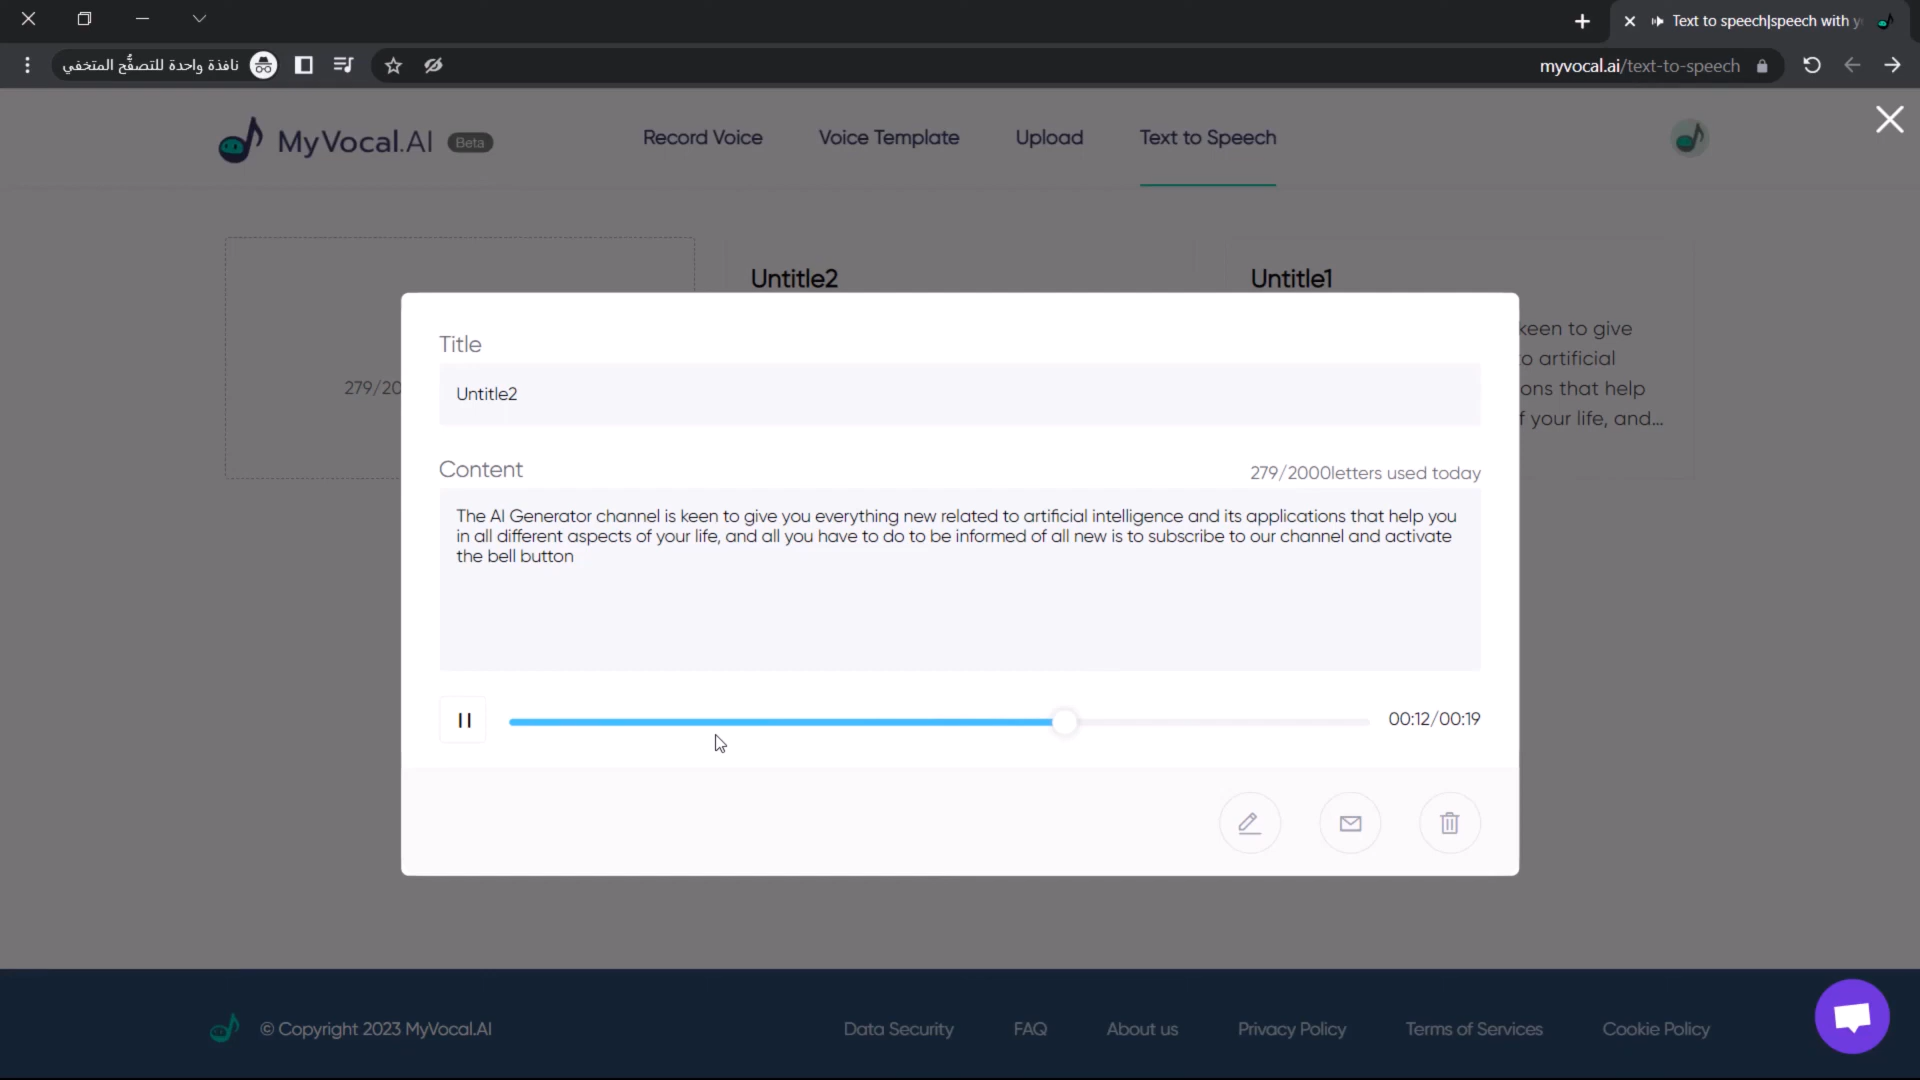 Text to speech|speech with y
نافذة واحدة للتصفُّح المتخفي
myvocal.ai/text-to-speech
MyVocal.AI Beta
Record Voice
Voice Template
Upload
Text to Speech
Untitle2
Untitle1
keen to give
o artificial
279/20
ons that help
f your life, and...
Title
Untitle2
Content
279/2000letters used today
The AI Generator channel is keen to give you everything new related to artificial intelligence and its applications that help you
in all different aspects of your life, and all you have to do to be informed of all new is to subscribe to our channel and activate
the bell button
00:12/00:19
© Copyright 2023 MyVocal.AI
Data Security
FAQ
About us
Privacy Policy
Terms of Services
Cookie Policy